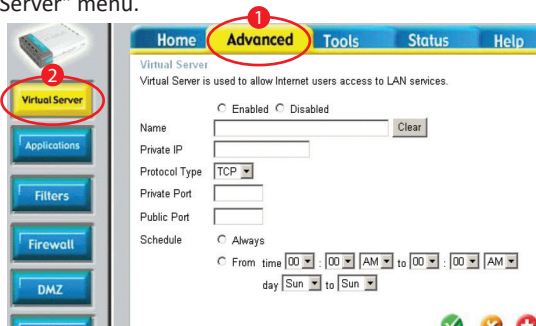 Server" menu.
1
Home Advanced Tools Status Help
2
Virtual Server
Virtual Server is used to allow Internet users access to LAN services.
Virtual Server
Enabled Disabled
Name Clear
Private IP
Applications
Protocol Type TCP
Private Port
Filters
Public Port
Schedule Always
Firewall
From time 00 : 00 AM to 00 : 00 AM
day Sun to Sun
DMZ